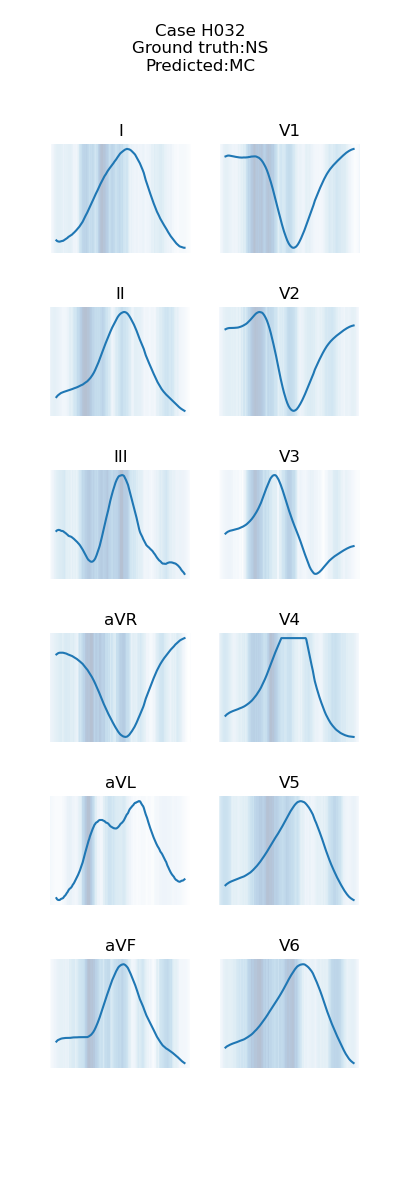 Case H032
Ground truth:NS
Predicted:MC
I
V1
II
V2
III
V3
aVR
V4
aVL
V5
aVF
V6